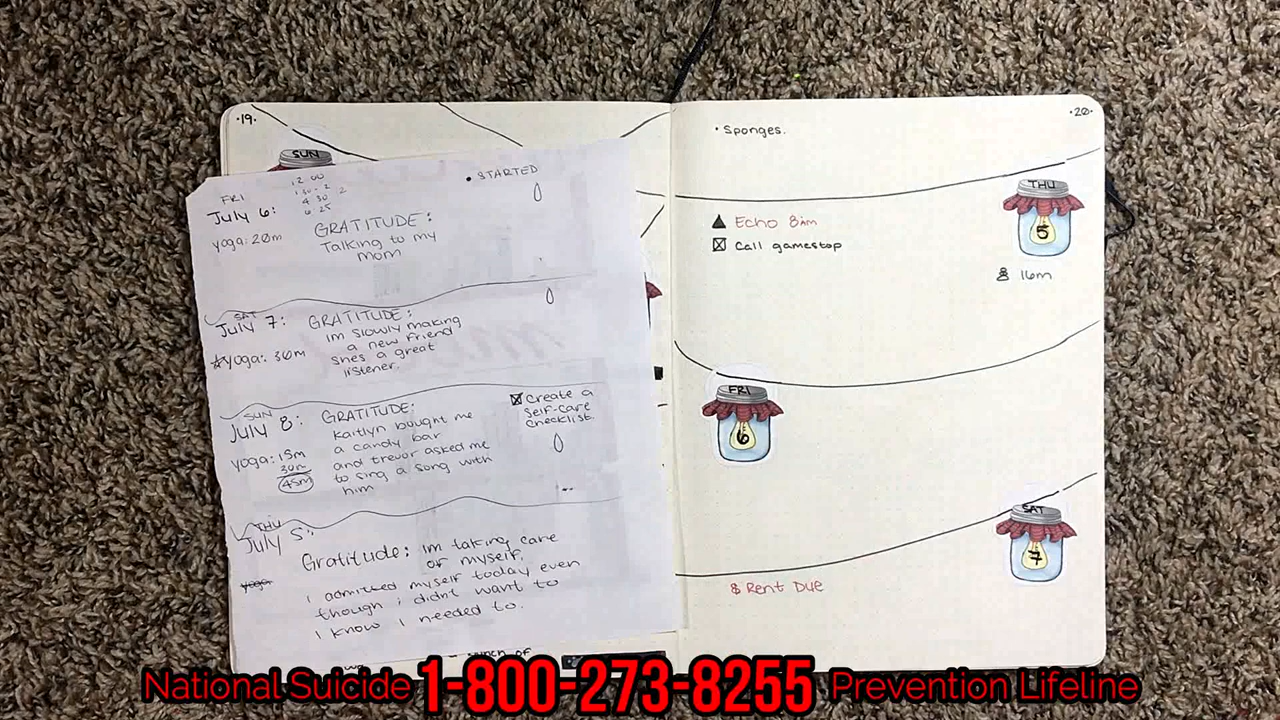 ·19·
SUN
FRI
July 6:
12:00
4:30
6:25
yoga: 20m
GRATITUDE:
Talking to my
mom
• STARTED
SAT
July 7:
☆yoga: 30m
GRATITUDE:
Im slowly making
a new friend
shes a great
listener.
SUN
July 8:
yoga: 15m
30m
45m
GRATITUDE:
Kaitlyn bought me
a candy bar
and trevor asked me
to sing a song with
him
☒ Create a
self-care
checklist.
THU
July 5:
yoga
Gratitude: Im taking care
of myself.
i admitted myself today even
though i didnt want to
I know I needed to.
·20·
• Sponges.
THU
5
▲ Echo 8AM
☒ Call gamestop
16m
FRI
6
SAT
7
$ Rent Due
National Suicide 1-800-273-8255 Prevention Lifeline